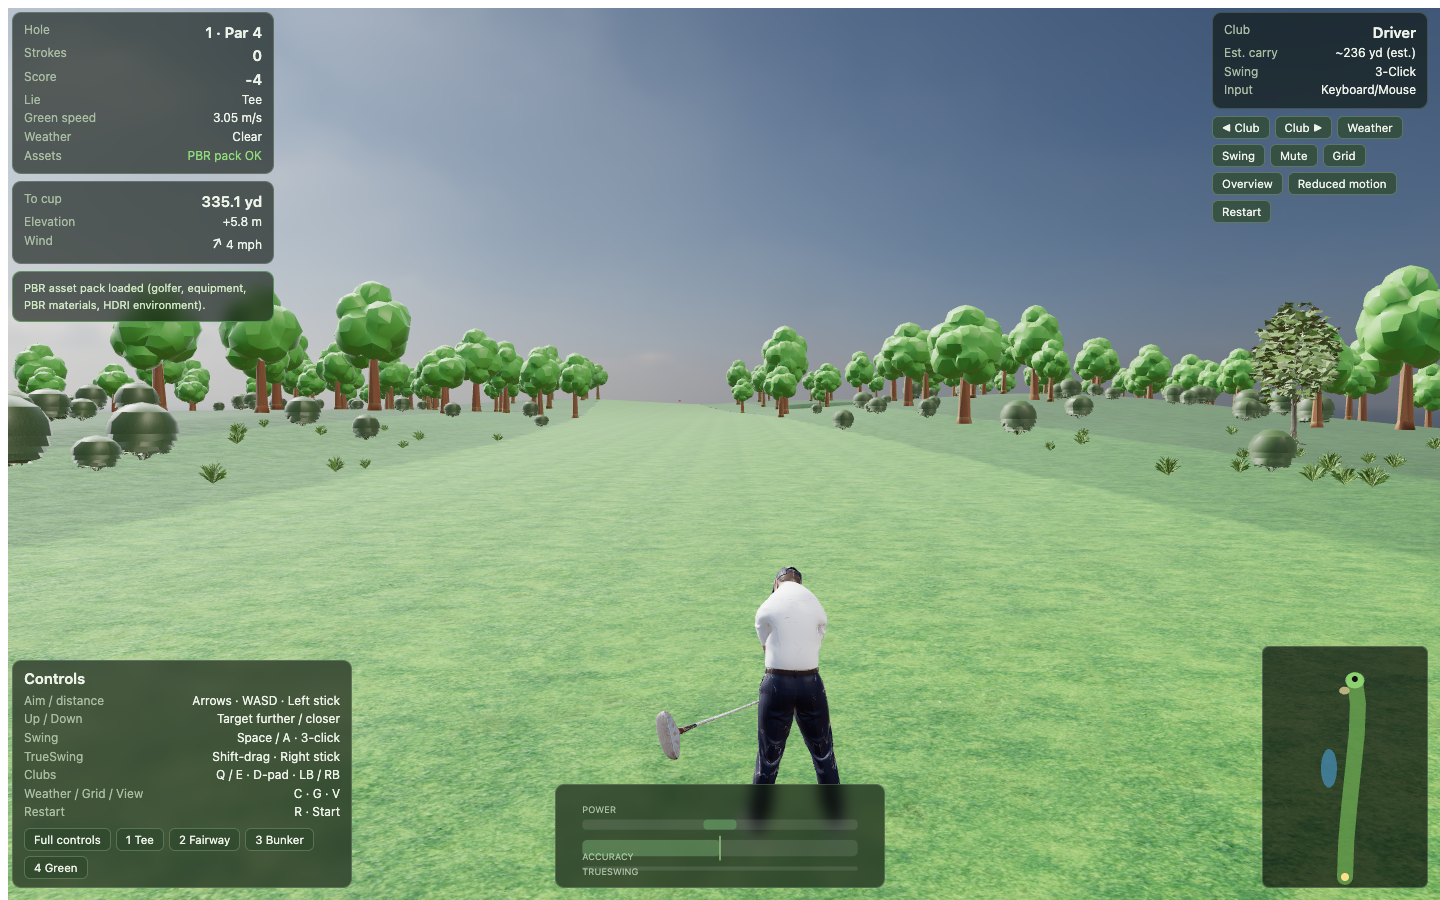 Hole 1 · Par 4
Strokes 0
Score -4
Lie Tee
Green speed 3.05 m/s
Weather Clear
Assets PBR pack OK
To cup 335.1 yd
Elevation +5.8 m
Wind ↗ 4 mph
PBR asset pack loaded (golfer, equipment,
PBR materials, HDRI environment).
Club Driver
Est. carry ~236 yd (est.)
Swing 3-Click
Input Keyboard/Mouse
◀ Club Club ▶ Weather
Swing Mute Grid
Overview Reduced motion
Restart
Controls
Aim / distance Arrows · WASD · Left stick
Up / Down Target further / closer
Swing Space / A · 3-click
TrueSwing Shift-drag · Right stick
Clubs Q / E · D-pad · LB / RB
Weather / Grid / View C · G · V
Restart R · Start
Full controls 1 Tee 2 Fairway 3 Bunker
4 Green
POWER
ACCURACY
TRUESWING